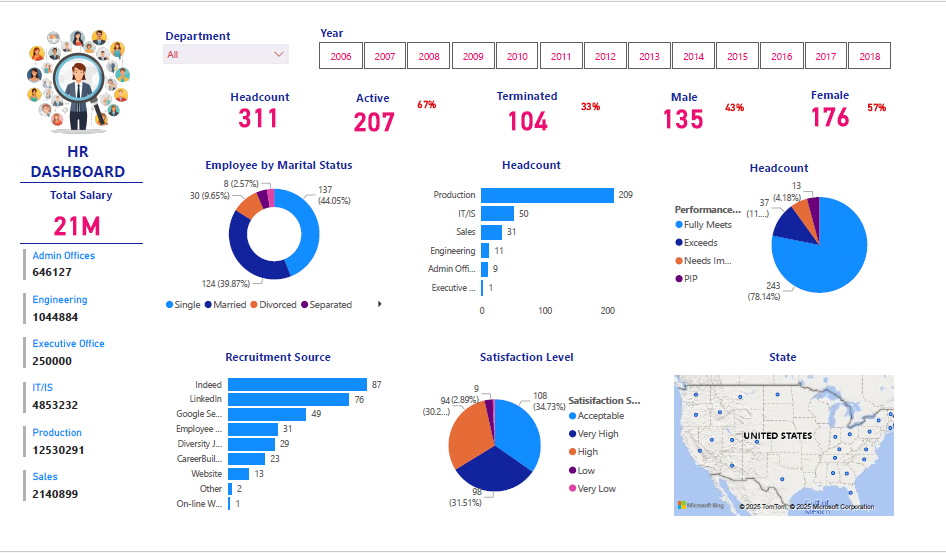 Department
All
Year
2006 2007 2008 2009 2010 2011 2012 2013 2014 2015 2016 2017 2018
HR
DASHBOARD
Total Salary
21M
Admin Offices
646127
Engineering
1044884
Executive Office
250000
IT/IS
4853232
Production
12530291
Sales
2140899
Headcount
311
Active
207
67%
Terminated
104
33%
Male
135
43%
Female
176
57%
Employee by Marital Status
8 (2.57%)
30 (9.65%)
137
(44.05%)
124 (39.87%)
Single Married Divorced Separated
Headcount
Production 209
IT/IS 50
Sales 31
Engineering 11
Admin Offi... 9
Executive ... 1
0 100 200
Headcount
Performance...
Fully Meets
Exceeds
Needs Im...
PIP
13
(4.18%)
37
(11....)
243
(78.14%)
Recruitment Source
Indeed 87
LinkedIn 76
Google Se... 49
Employee ... 31
Diversity J... 29
CareerBuil... 23
Website 13
Other 2
On-line W... 1
Satisfaction Level
9
(2.89%)
94
(30.2...)
108
(34.73%)
98
(31.51%)
Satisfaction S...
Acceptable
Very High
High
Low
Very Low
State
UNITED STATES
Gulf of
Mexico
Microsoft Bing
© 2025 TomTom, © 2025 Microsoft Corporation